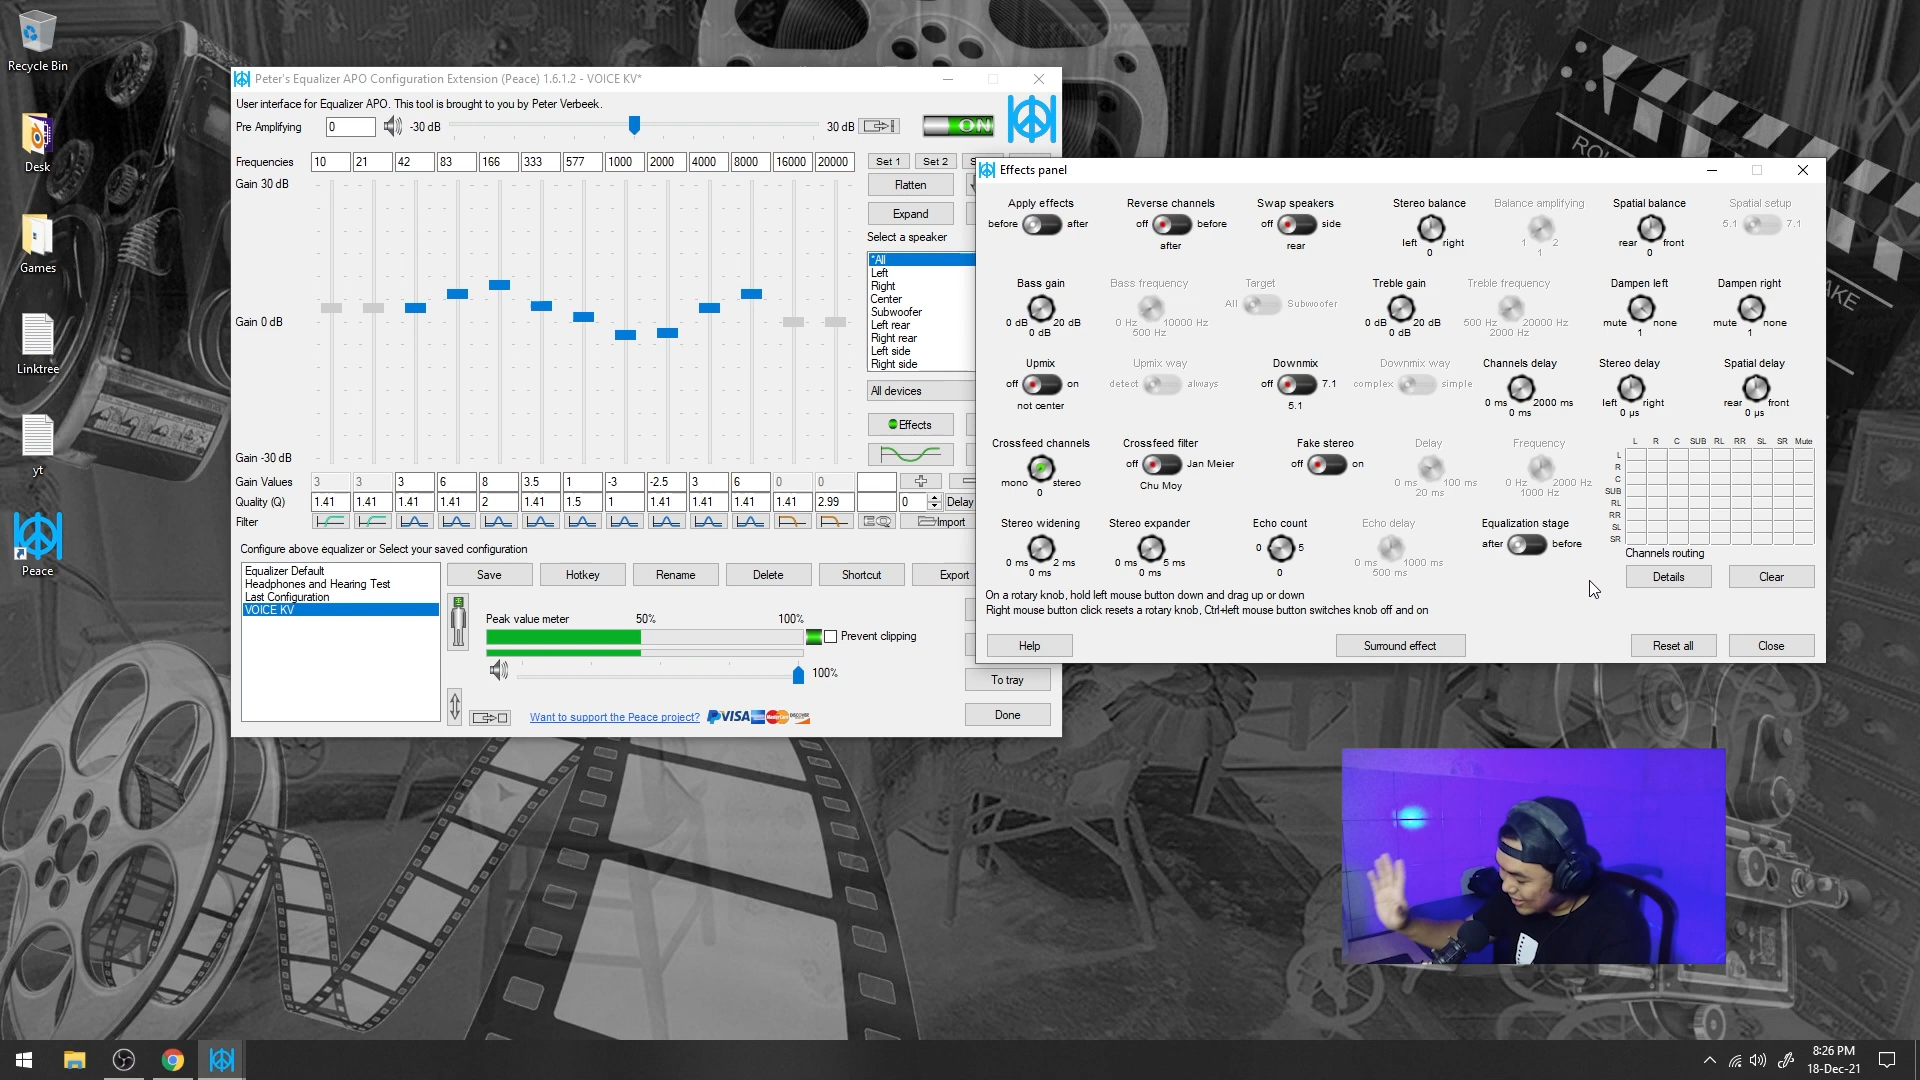 Recycle Bin
Desk
Games
Linktree
yt
Peace
Peter's Equalizer APO Configuration Extension (Peace) 1.6.1.2 - VOICE KV*
User interface for Equalizer APO. This tool is brought to you by Peter Verbeek.
Pre Amplifying 0 -30 dB 30 dB ON
Frequencies 10 21 42 83 166 333 577 1000 2000 4000 8000 16000 20000 Set 1 Set 2
Gain 30 dB
Flatten
Expand
Select a speaker
*All
Left
Right
Center
Subwoofer
Left rear
Right rear
Left side
Right side
Gain 0 dB
All devices
Effects
Gain -30 dB
Gain Values 3 3 3 6 8 3.5 1 -3 -2.5 3 6 0 0
Quality (Q) 1.41 1.41 1.41 1.41 2 1.41 1.5 1 1.41 1.41 1.41 1.41 2.99 0 Delay
Filter EQ Import
Configure above equalizer or Select your saved configuration
Equalizer Default
Headphones and Hearing Test
Last Configuration
VOICE KV
Save Hotkey Rename Delete Shortcut Export
Peak value meter 50% 100%
Prevent clipping
100%
To tray
Want to support the Peace project? VISA
Done
Effects panel
Apply effects Reverse channels Swap speakers Stereo balance Balance amplifying Spatial balance Spatial setup
before after off before off side 5.1 7.1
after rear left right 1 2 rear front
0 1 0
Bass gain Bass frequency Target Treble gain Treble frequency Dampen left Dampen right
All Subwoofer
0 dB 20 dB 0 Hz 10000 Hz 0 dB 20 dB 500 Hz 20000 Hz mute none mute none
0 dB 500 Hz 0 dB 2000 Hz 1 1
Upmix Upmix way Downmix Downmix way Channels delay Stereo delay Spatial delay
off on detect always off 7.1 complex simple
not center 5.1 0 ms 2000 ms left right rear front
0 ms 0 µs 0 µs
Crossfeed channels Crossfeed filter Fake stereo Delay Frequency
off Jan Meier off on
mono stereo Chu Moy 0 ms 100 ms 0 Hz 2000 Hz
0 20 ms 1000 Hz
L R C SUB RL RR SL SR Mute
L
R
C
SUB
RL
RR
SL
SR
Channels routing
Stereo widening Stereo expander Echo count Echo delay Equalization stage
0 5 after before
0 ms 2 ms 0 ms 5 ms 0 ms 1000 ms
0 ms 0 ms 0 500 ms
Details Clear
On a rotary knob, hold left mouse button down and drag up or down
Right mouse button click resets a rotary knob, Ctrl+left mouse button switches knob off and on
Help Surround effect Reset all Close
8:26 PM
18-Dec-21